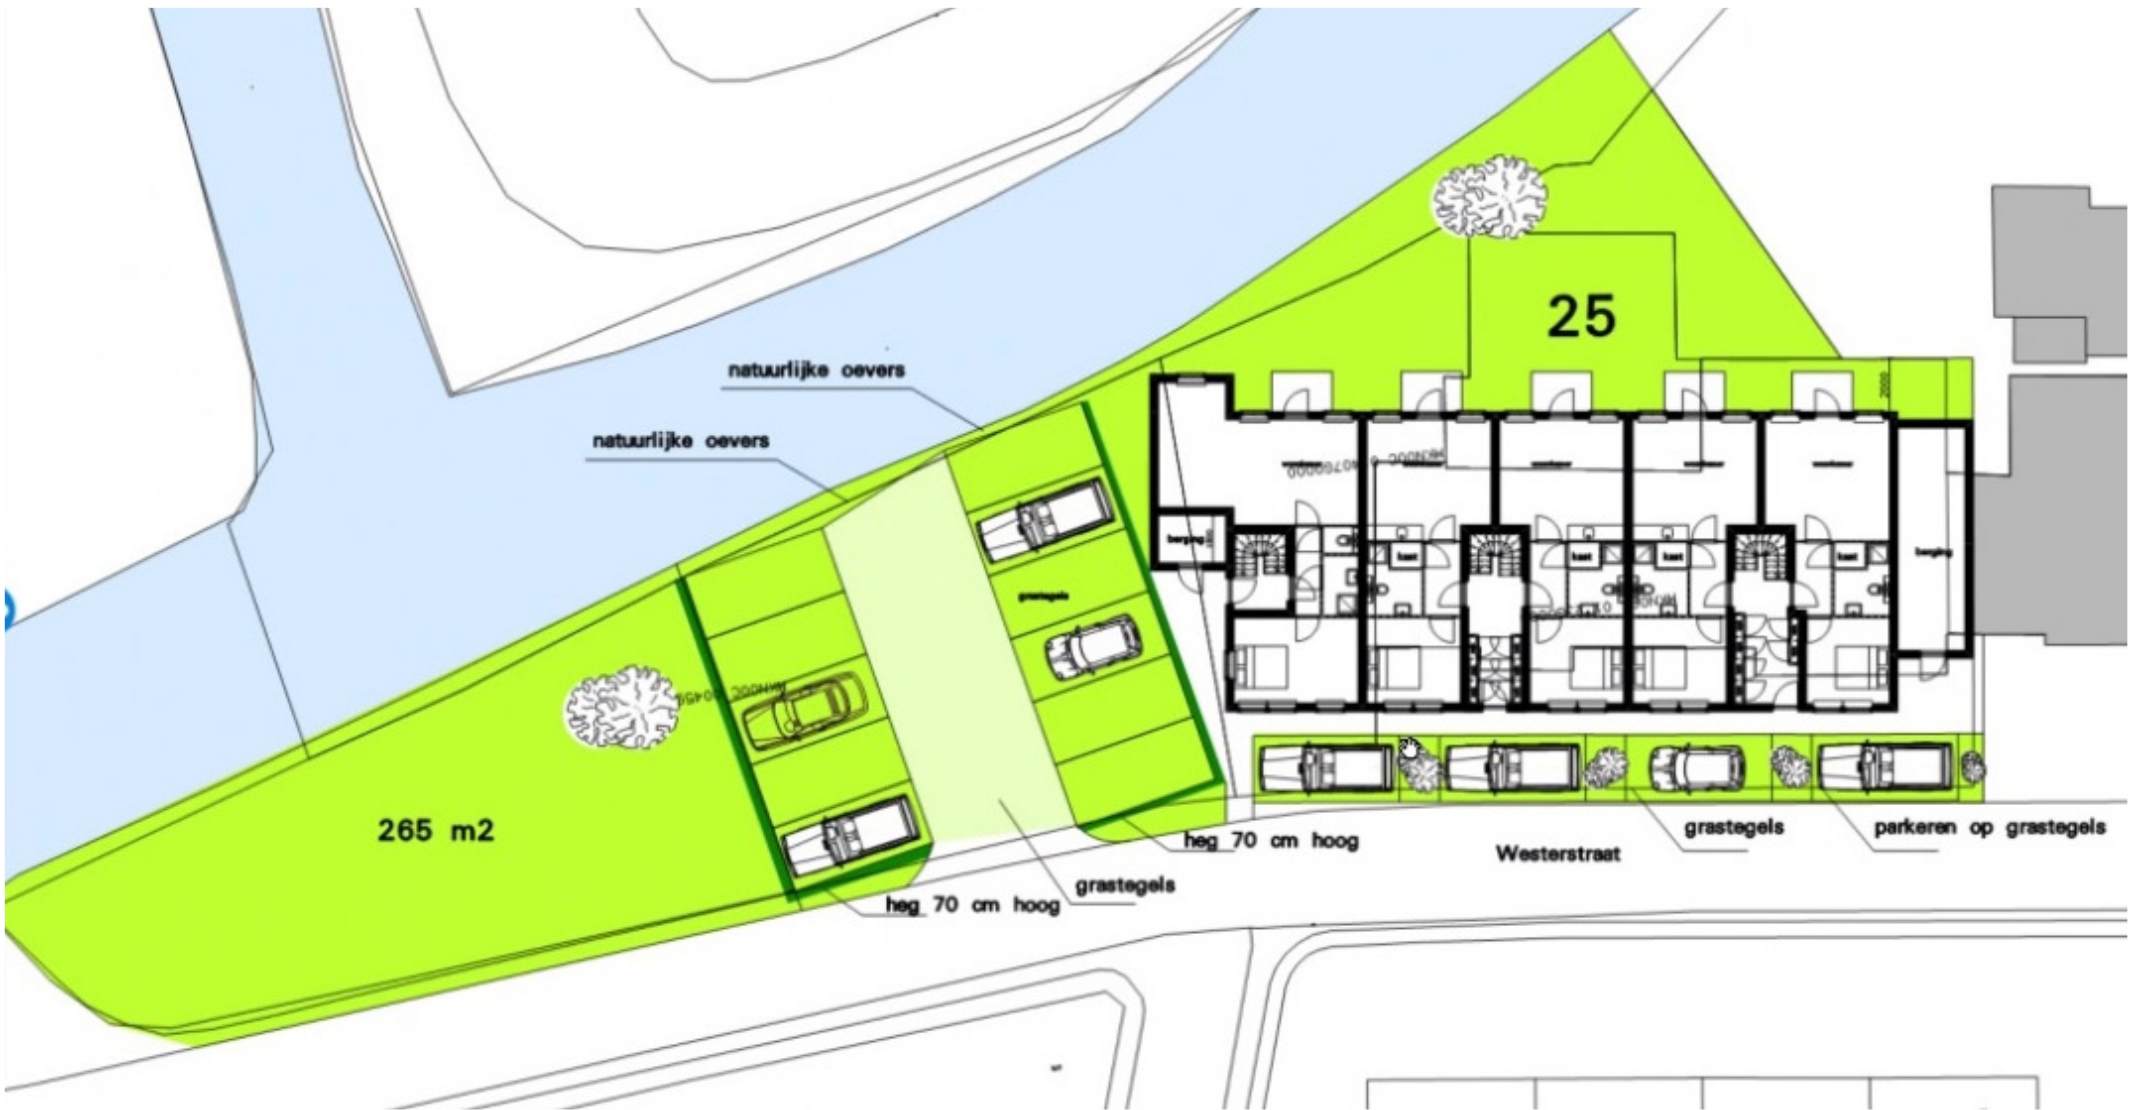 natuurlijke oevers
natuurlijke oevers
25
2000
berging
kast
kast
kast
kast
berging
grastegels
265 m2
heg 70 cm hoog
grastegels
heg 70 cm hoog
Westerstraat
grastegels
parkeren op grastegels